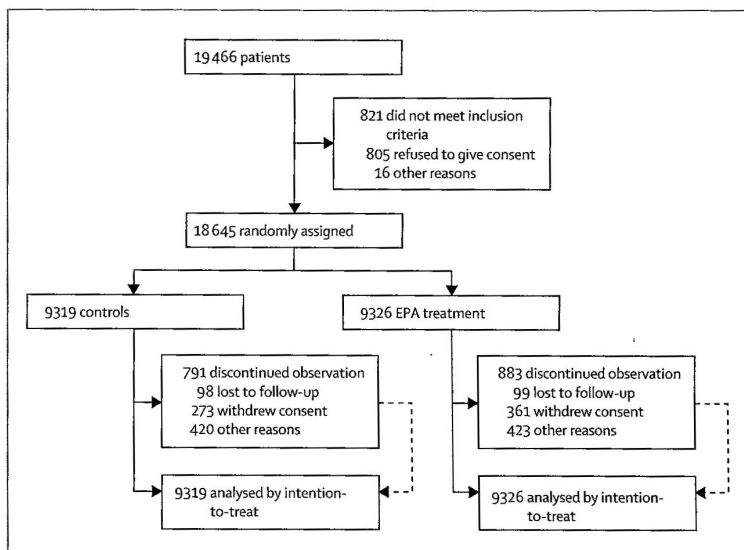 19 466 patients
821 did not meet inclusion
criteria
805 refused to give consent
16 other reasons
18 645 randomly assigned
9319 controls
9326 EPA treatment
791 discontinued observation
98 lost to follow-up
273 withdrew consent
420 other reasons
883 discontinued observation
99 lost to follow-up
361 withdrew consent
423 other reasons
9319 analysed by intention-
to-treat
9326 analysed by intention-
to-treat